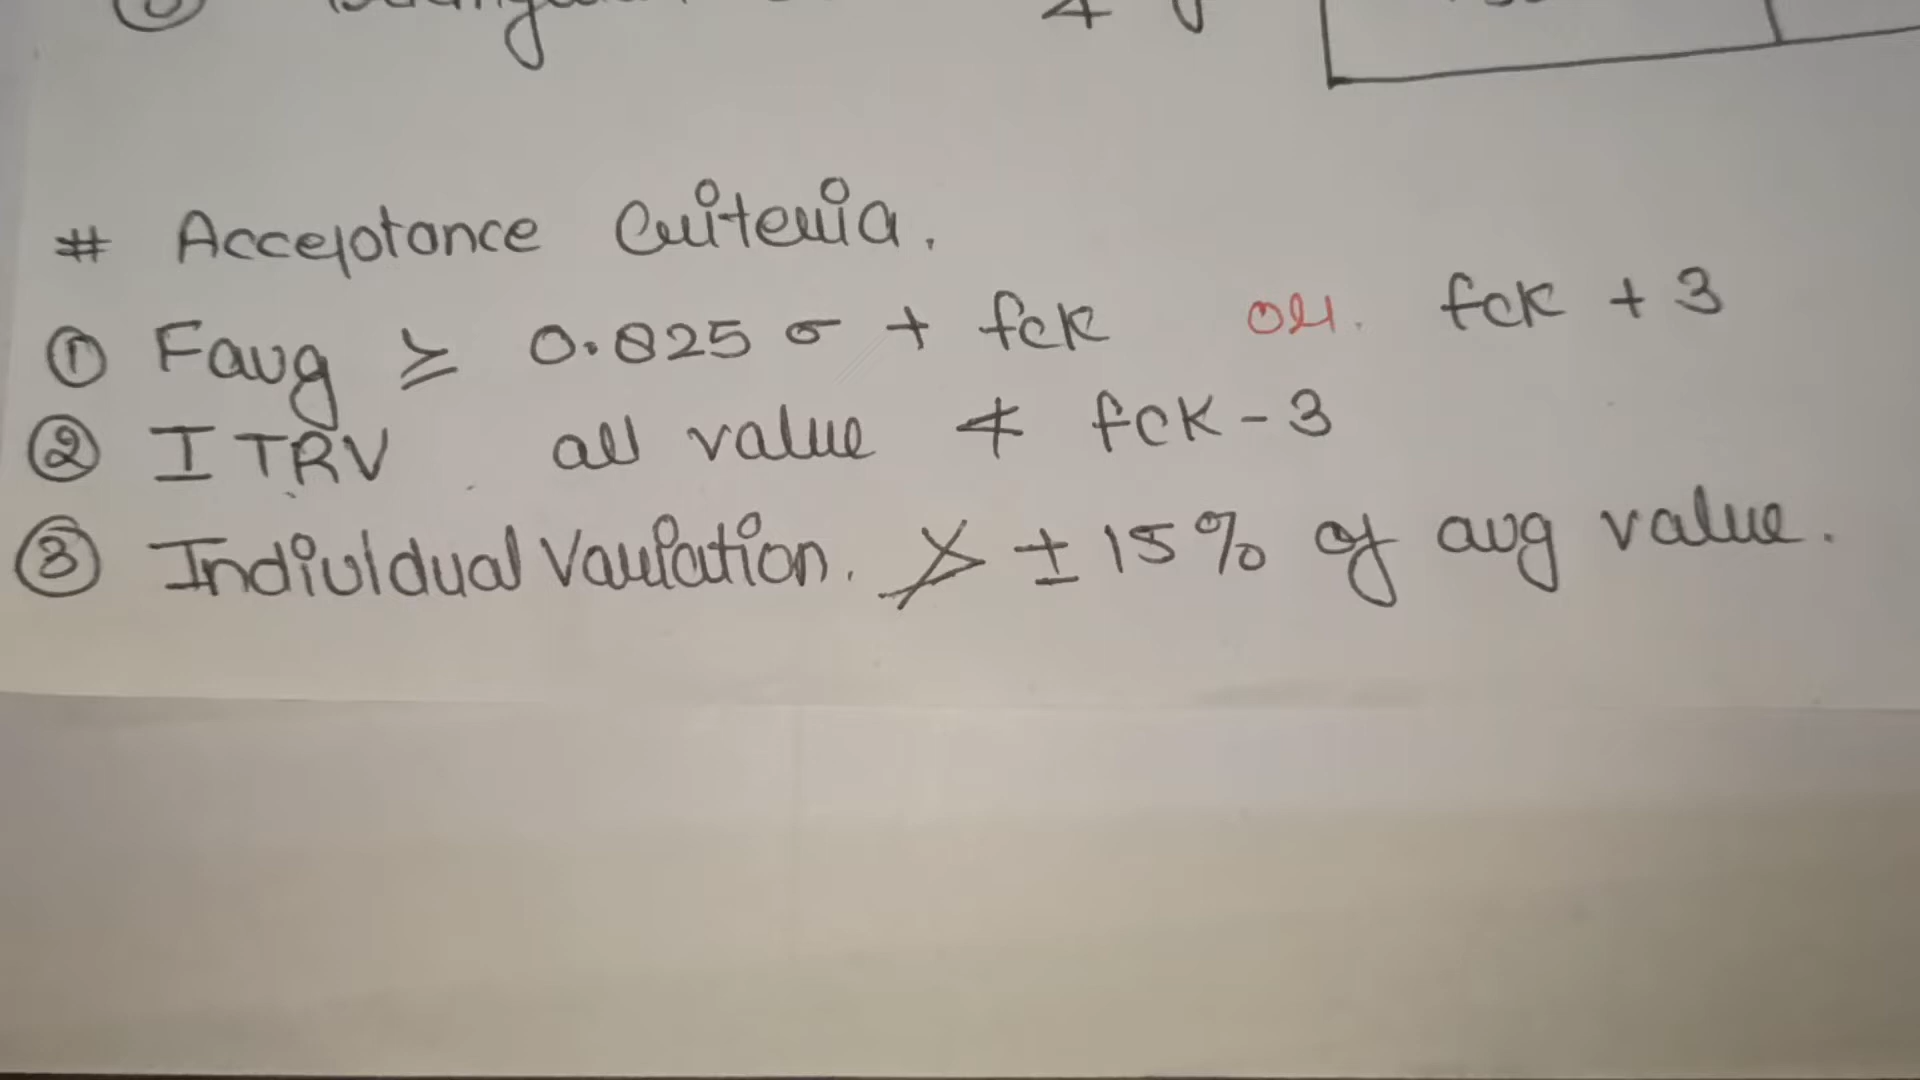 # Acceptance Criteria.
① Favg ≥ 0.825 σ + fck or. fck + 3
② ITRV all value ≮ fck - 3
③ Individual Variation. ≯ ± 15% of avg value.